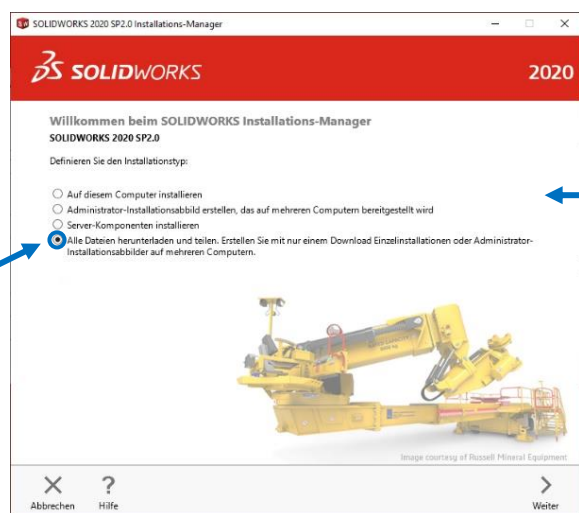 SOLIDWORKS 2020 SP2.0 Installations-Manager
SOLIDWORKS
2020
Willkommen beim SOLIDWORKS Installations-Manager
SOLIDWORKS 2020 SP2.0
Definieren Sie den Installationstyp:
Auf diesem Computer installieren
Administrator-Installationsabbild erstellen, das auf mehreren Computern bereitgestellt wird
Server-Komponenten installieren
Alle Dateien herunterladen und teilen. Erstellen Sie mit nur einem Download Einzelinstallationen oder Administrator-
Installationsabbilder auf mehreren Computern.
Image courtesy of Russell Mineral Equipment
Abbrechen
Hilfe
Weiter